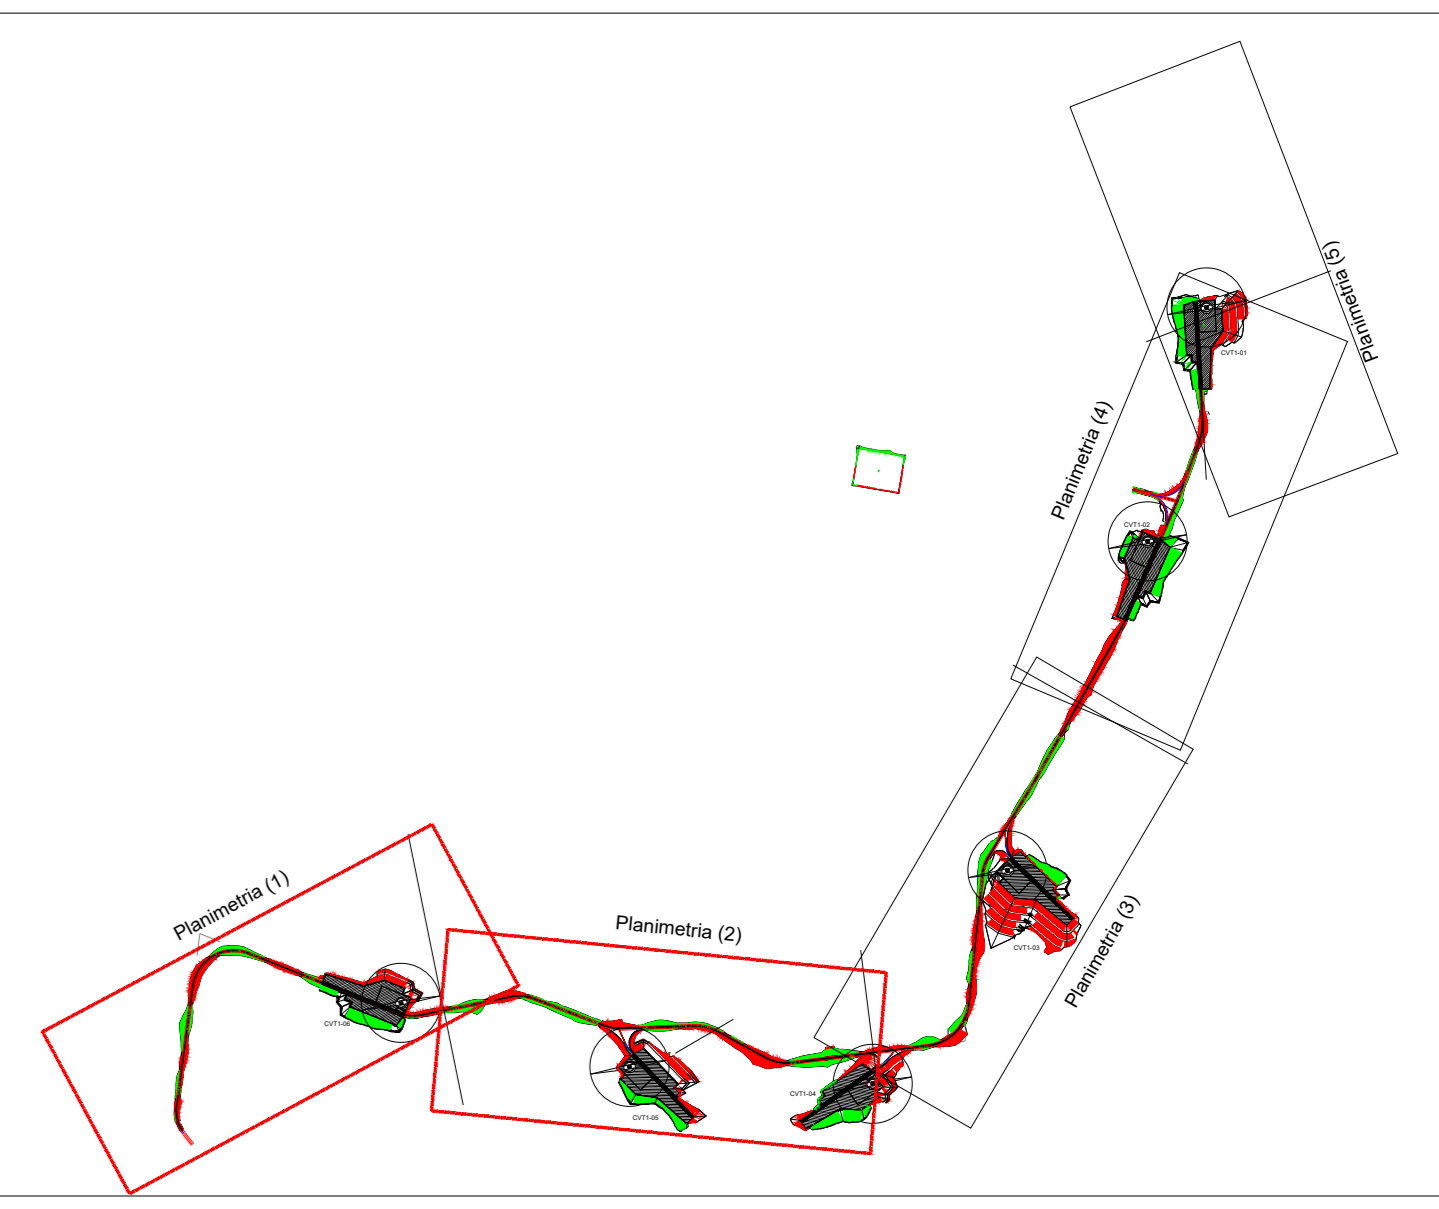 Planimetria (5)
CVT1-01
Planimetria (4)
CVT1-02
Planimetria (1)
Planimetria (2)
Planimetria (3)
CVT1-03
CVT1-06
CVT1-04
CVT1-05